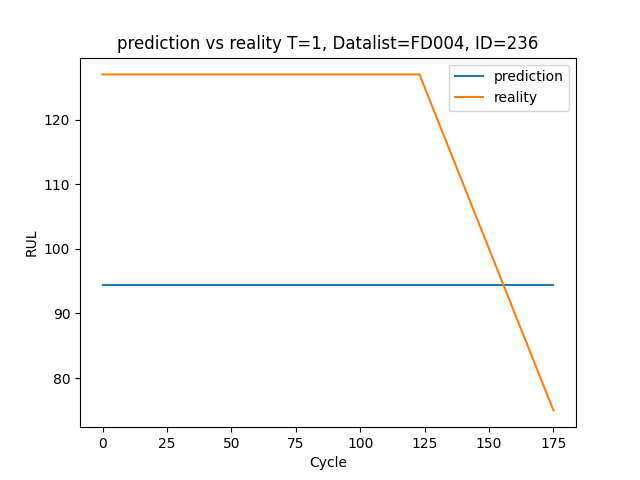 prediction vs reality T=1, Datalist=FD004, ID=236
prediction
reality
120
110
100
90
80
RUL
0 25 50 75 100 125 150 175
Cycle